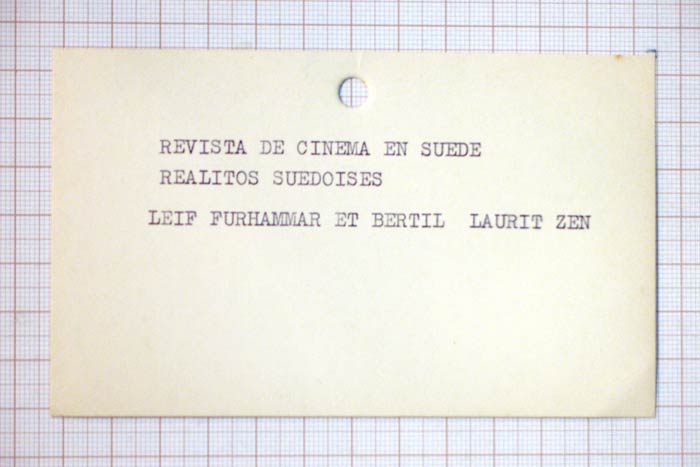 REVISTA DE CINEMA EN SUEDE
REALITOS SUEDOISES
LEIF FURHAMMAR ET BERTIL LAURIT ZEN